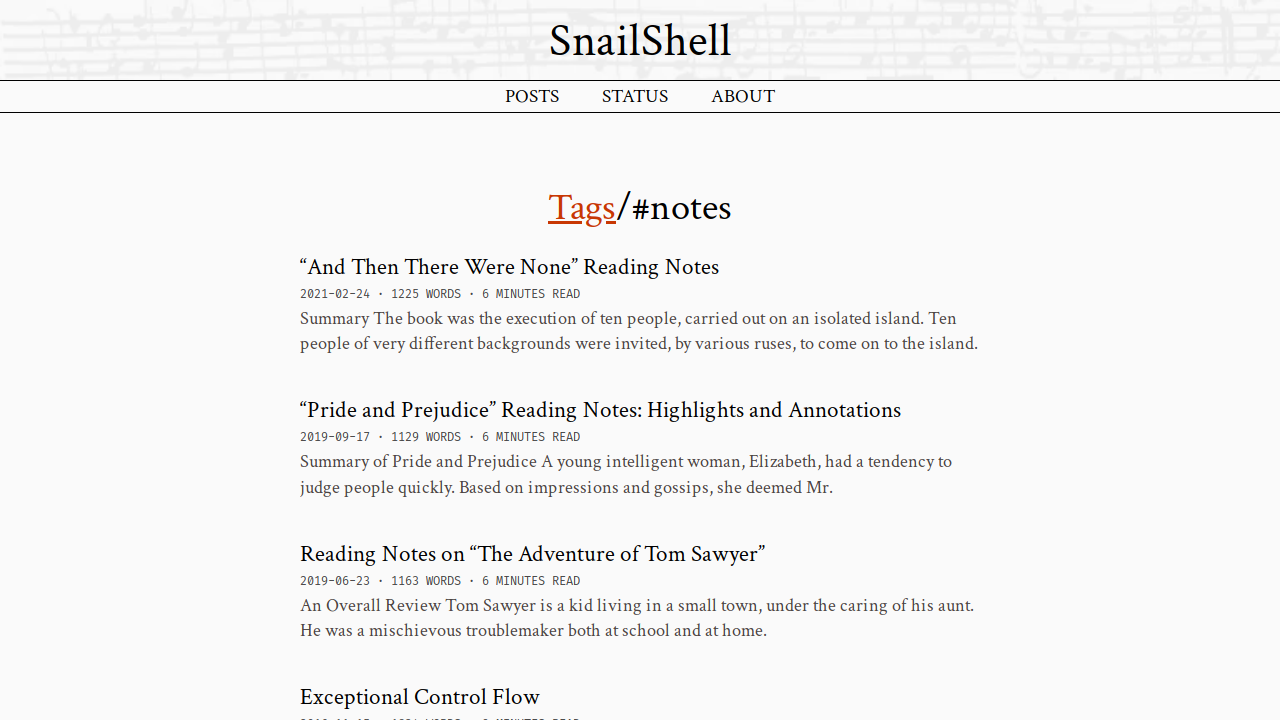 SnailShell
POSTS STATUS ABOUT
Tags/#notes
“And Then There Were None” Reading Notes
2021-02-24 · 1225 WORDS · 6 MINUTES READ
Summary The book was the execution of ten people, carried out on an isolated island. Ten
people of very different backgrounds were invited, by various ruses, to come on to the island.
“Pride and Prejudice” Reading Notes: Highlights and Annotations
2019-09-17 · 1129 WORDS · 6 MINUTES READ
Summary of Pride and Prejudice A young intelligent woman, Elizabeth, had a tendency to
judge people quickly. Based on impressions and gossips, she deemed Mr.
Reading Notes on “The Adventure of Tom Sawyer”
2019-06-23 · 1163 WORDS · 6 MINUTES READ
An Overall Review Tom Sawyer is a kid living in a small town, under the caring of his aunt.
He was a mischievous troublemaker both at school and at home.
Exceptional Control Flow